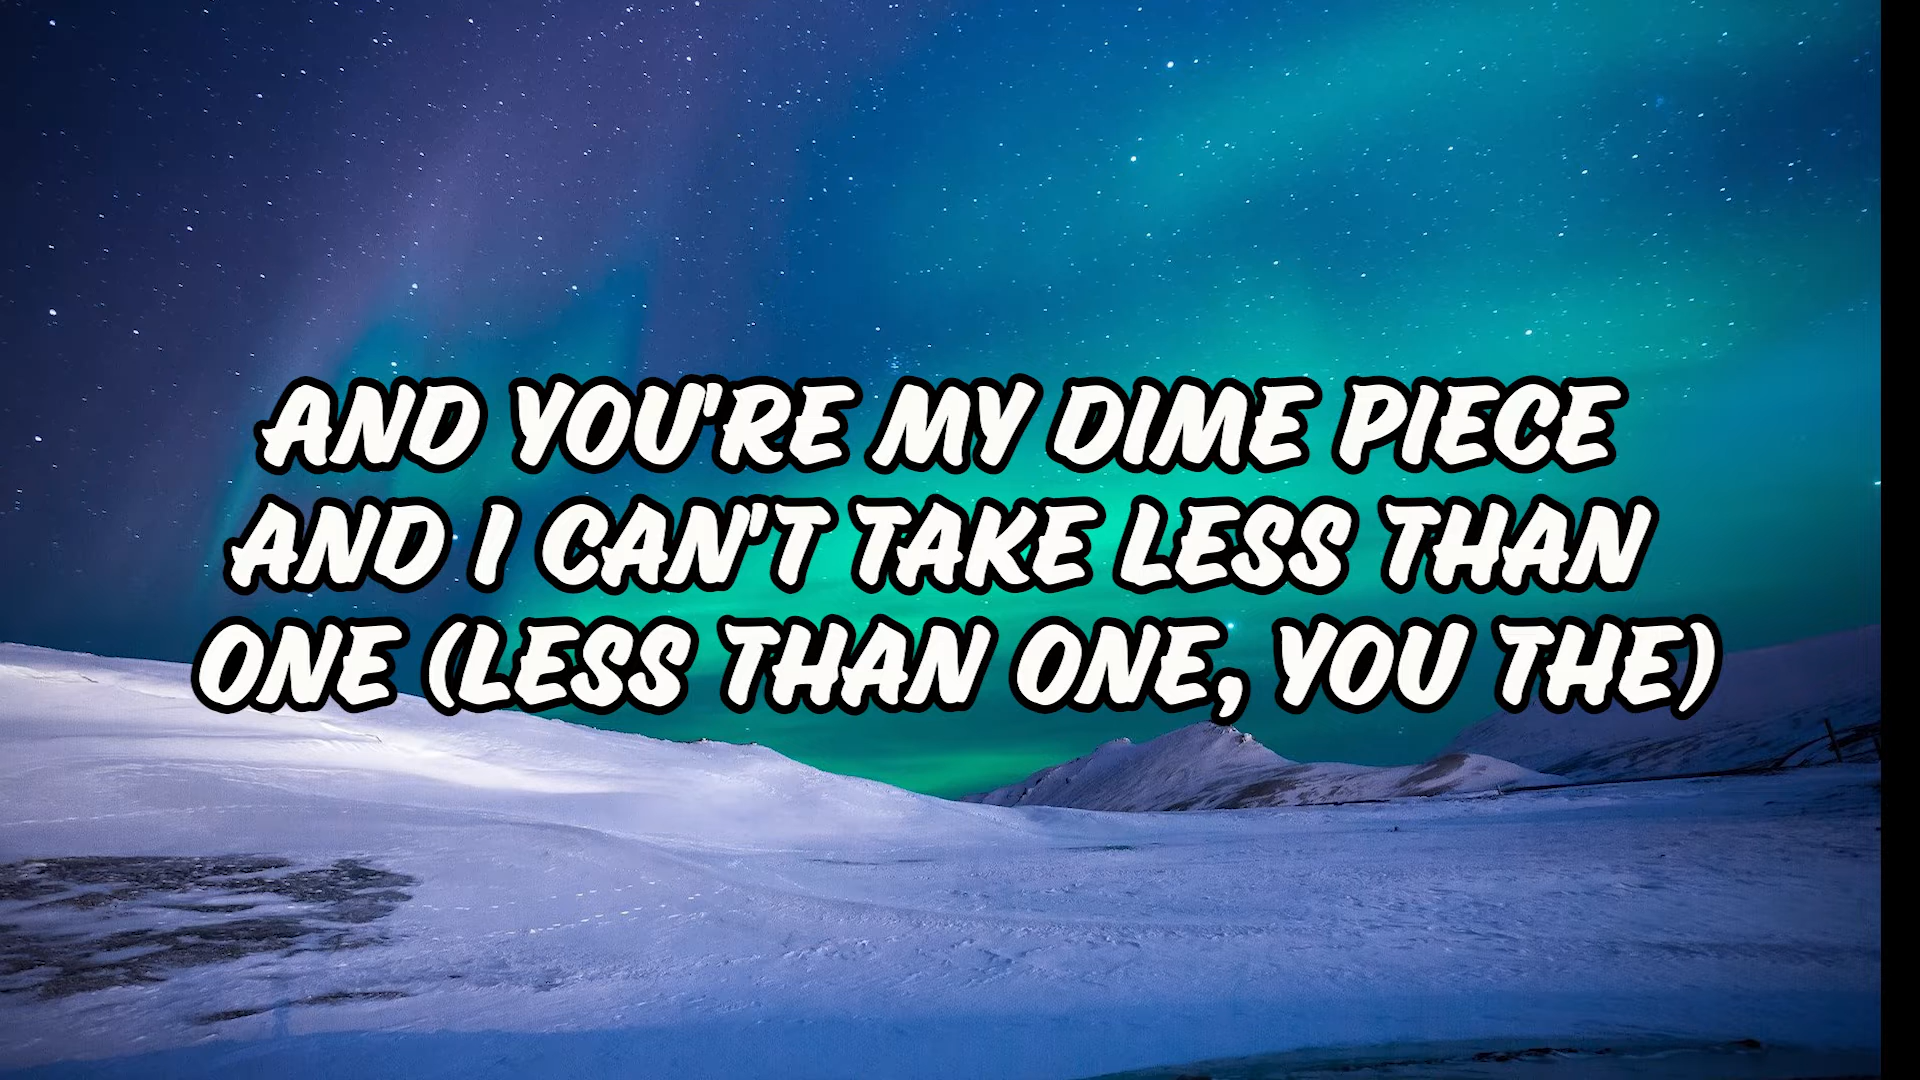 AND YOU'RE MY DIME PIECE
AND I CAN'T TAKE LESS THAN
ONE (LESS THAN ONE, YOU THE)